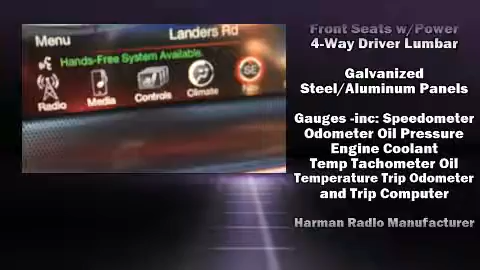 Menu
Landers Rd
Hands-Free System Available.
Radio
Media
Controls
Climate
SE
Nav
Front Seats w/Power
4-Way Driver Lumbar
Galvanized
Steel/Aluminum Panels
Gauges -inc: Speedometer
Odometer Oil Pressure
Engine Coolant
Temp Tachometer Oil
Temperature Trip Odometer
and Trip Computer
Harman Radio Manufacturer